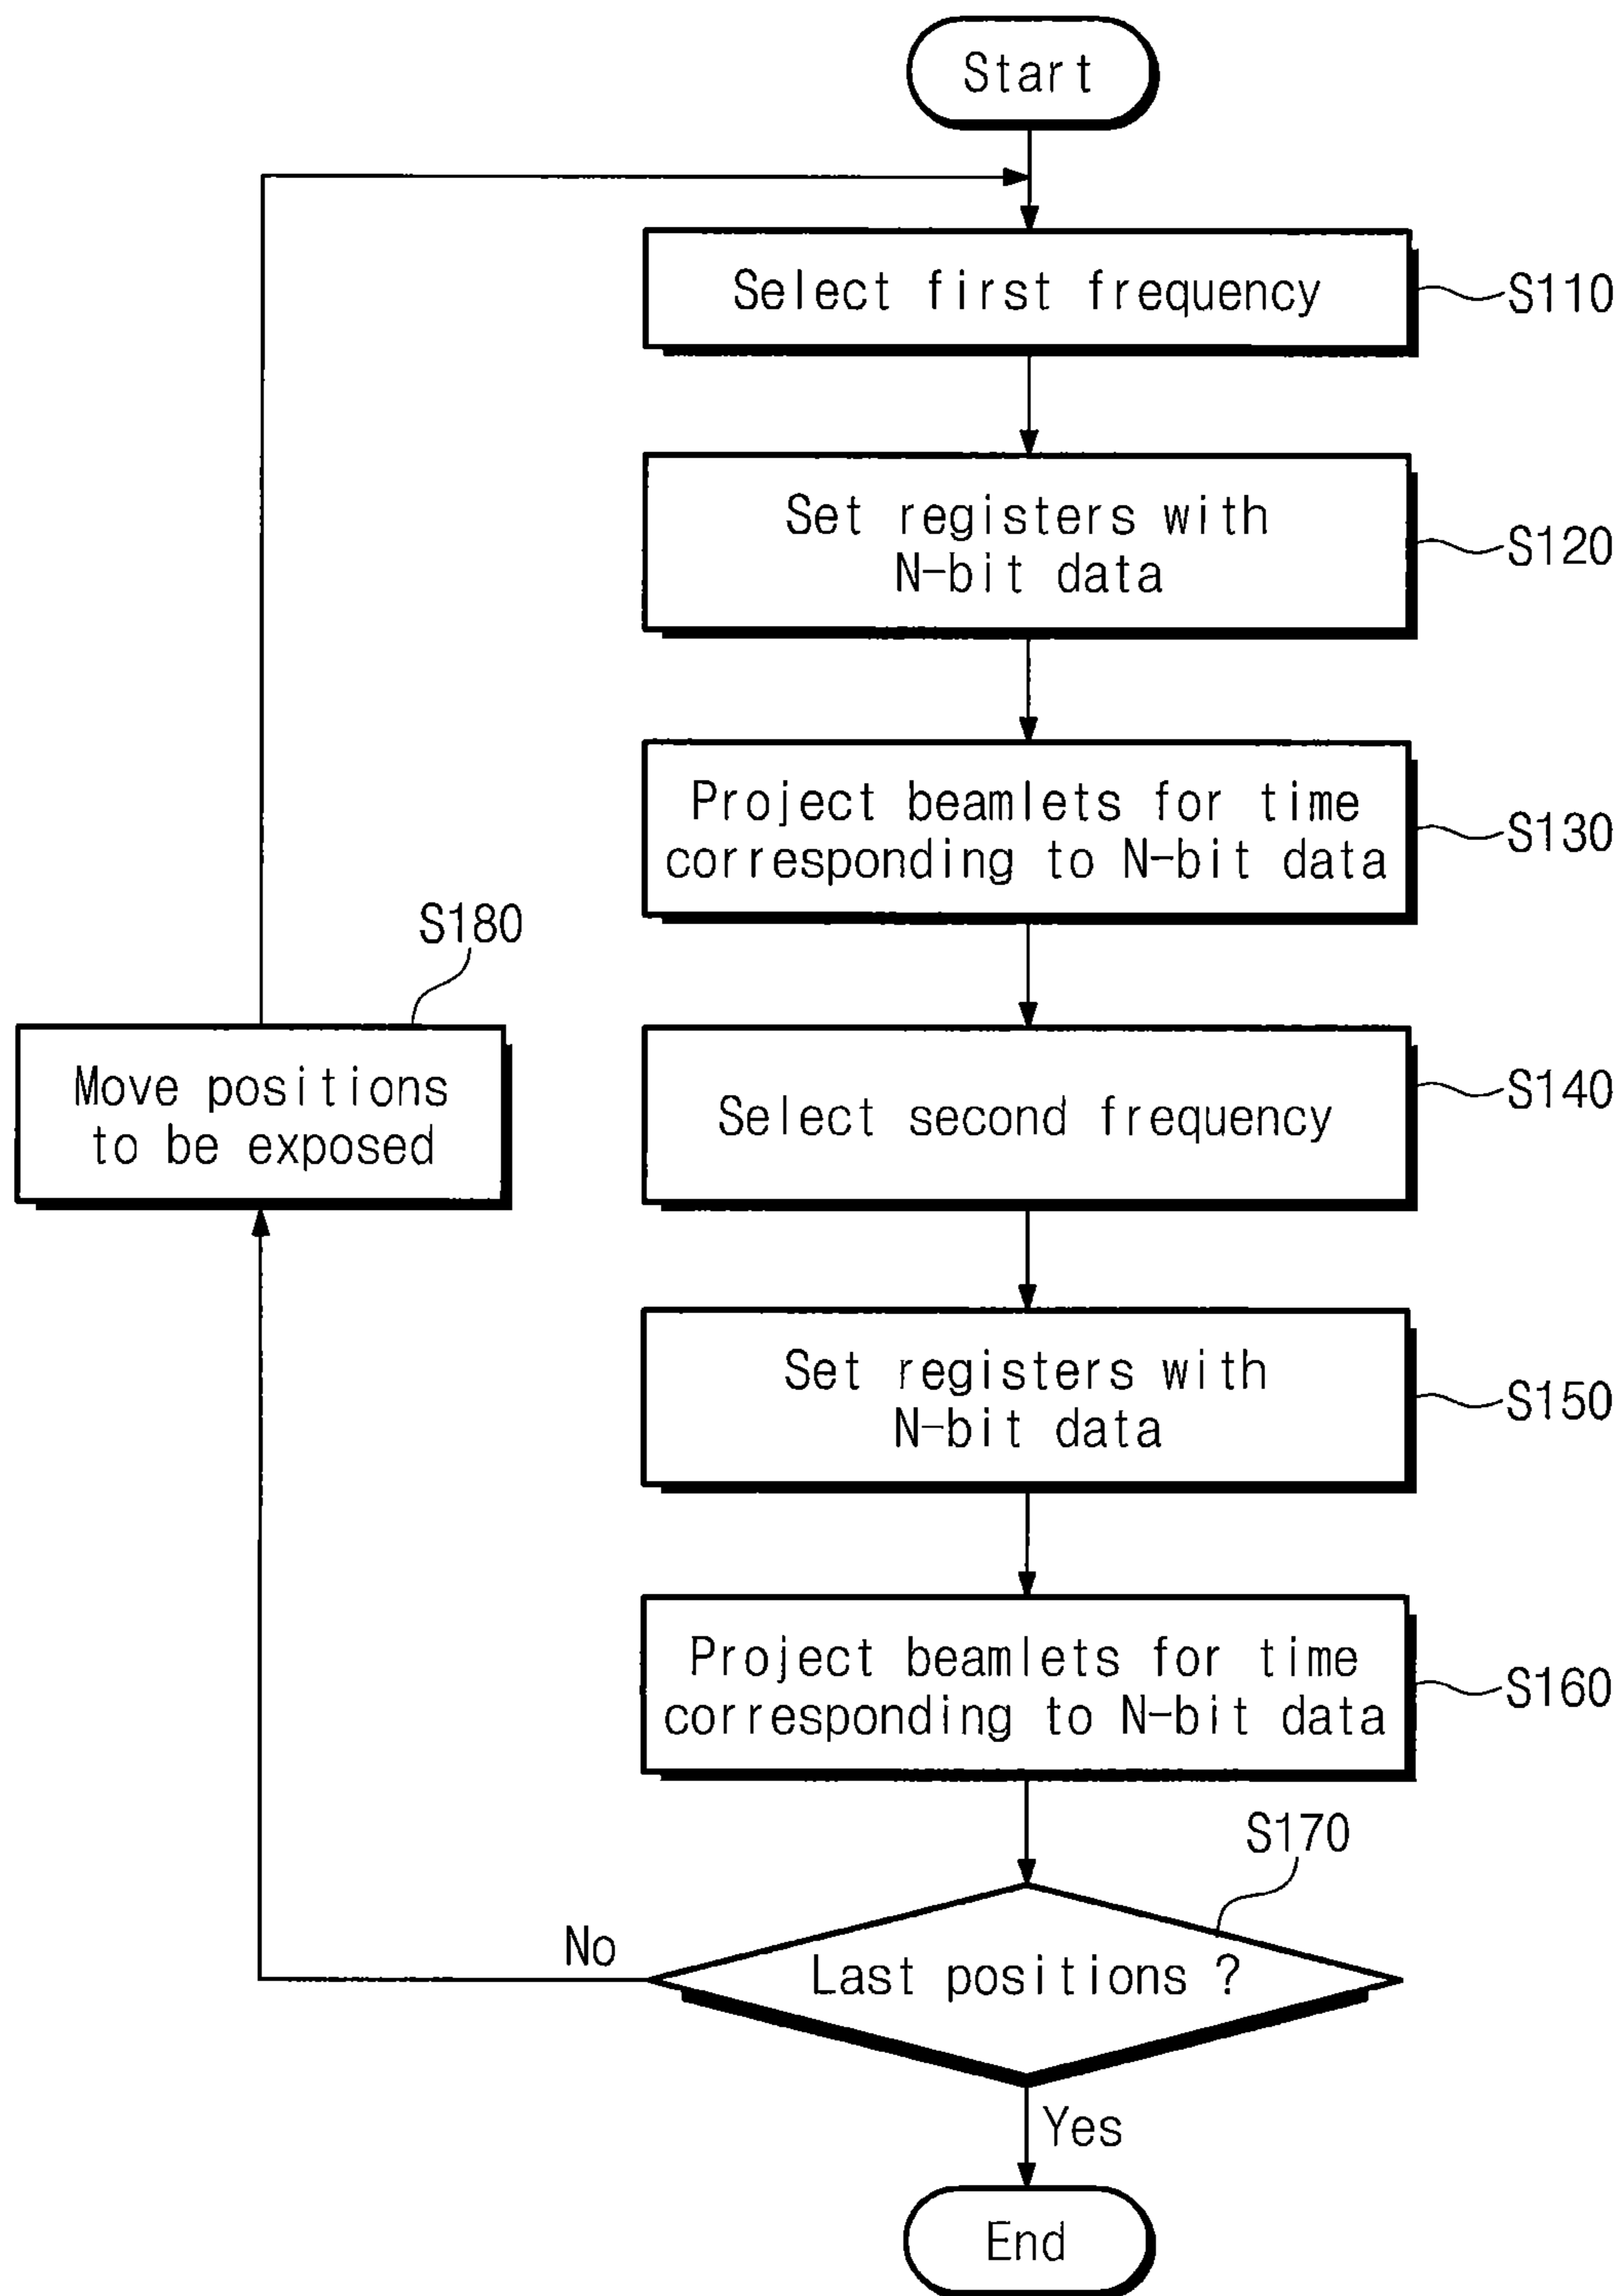 Start
Select first frequency
S110
Set registers with
N-bit data
S120
Project beamlets for time
corresponding to N-bit data
S130
S180
Move positions
to be exposed
Select second frequency
S140
Set registers with
N-bit data
S150
Project beamlets for time
corresponding to N-bit data
S160
S170
Last positions ?
No
Yes
End